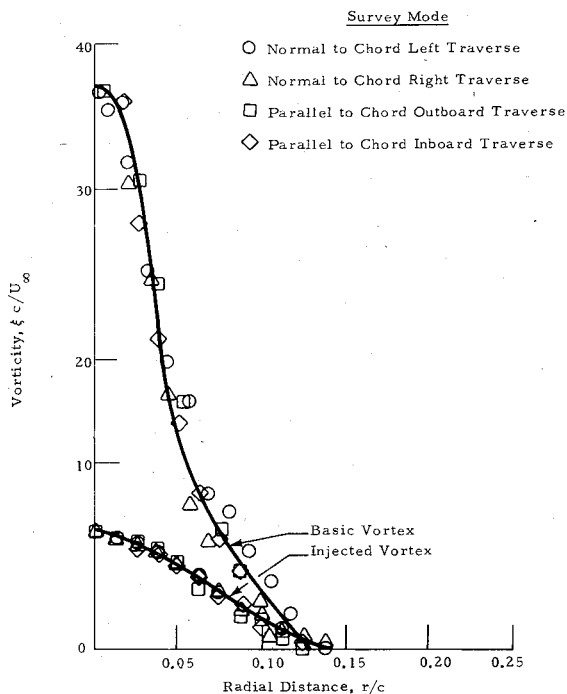 Survey Mode
Normal to Chord Left Traverse
Normal to Chord Right Traverse
Parallel to Chord Outboard Traverse
Parallel to Chord Inboard Traverse
40
30
20
10
0
Vorticity, ξ c/U∞
Basic Vortex
Injected Vortex
0.05
0.10
0.15
0.20
0.25
Radial Distance, r/c